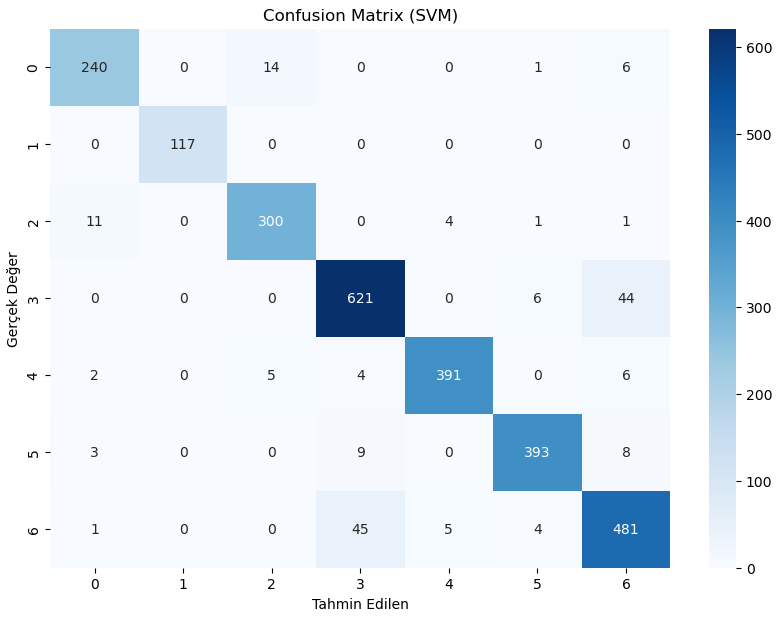 Confusion Matrix (SVM)
Gerçek Değer
0 240 0 14 0 0 1 6
1 0 117 0 0 0 0 0
2 11 0 300 0 4 1 1
3 0 0 0 621 0 6 44
4 2 0 5 4 391 0 6
5 3 0 0 9 0 393 8
6 1 0 0 45 5 4 481
0 1 2 3 4 5 6
Tahmin Edilen
600
500
400
300
200
100
0